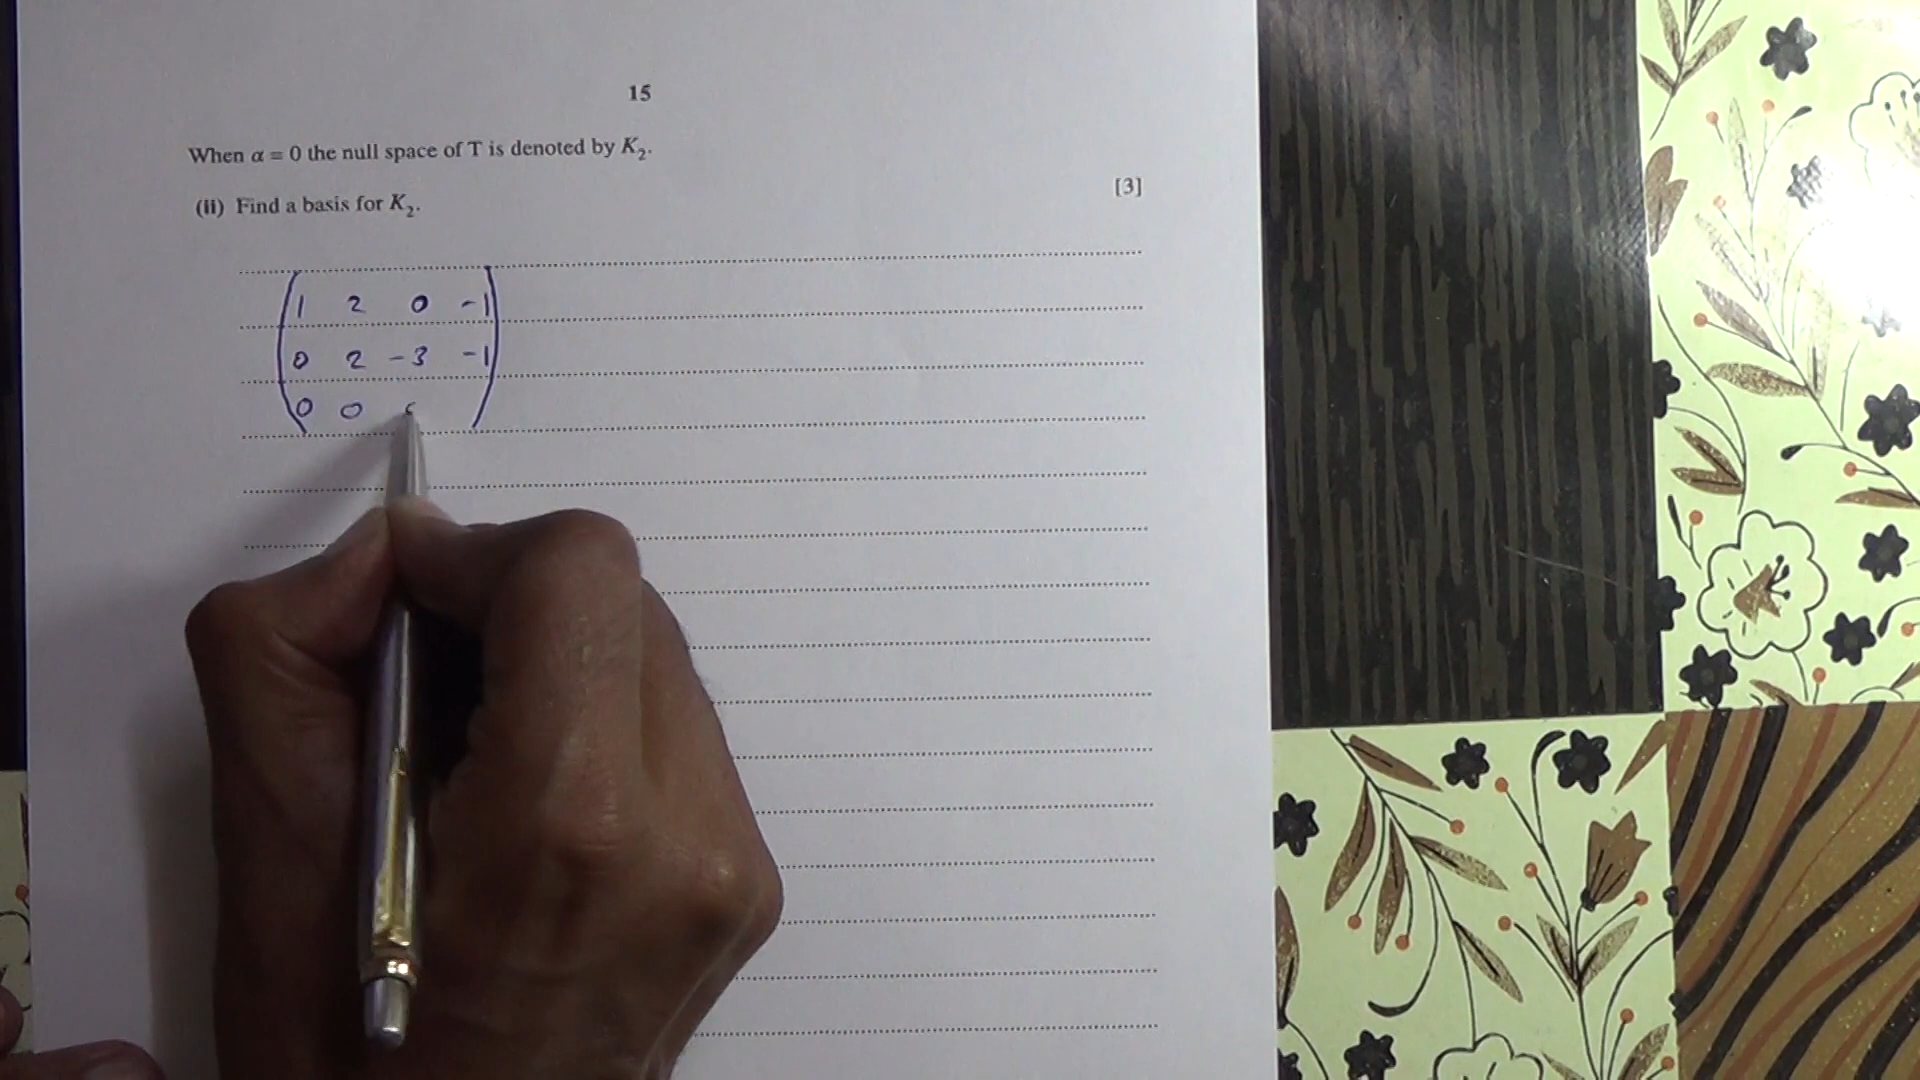 15
When α = 0 the null space of T is denoted by K₂.
[3]
(ii) Find a basis for K₂.
1 2 0 -1
0 2 -3 -1
0 0